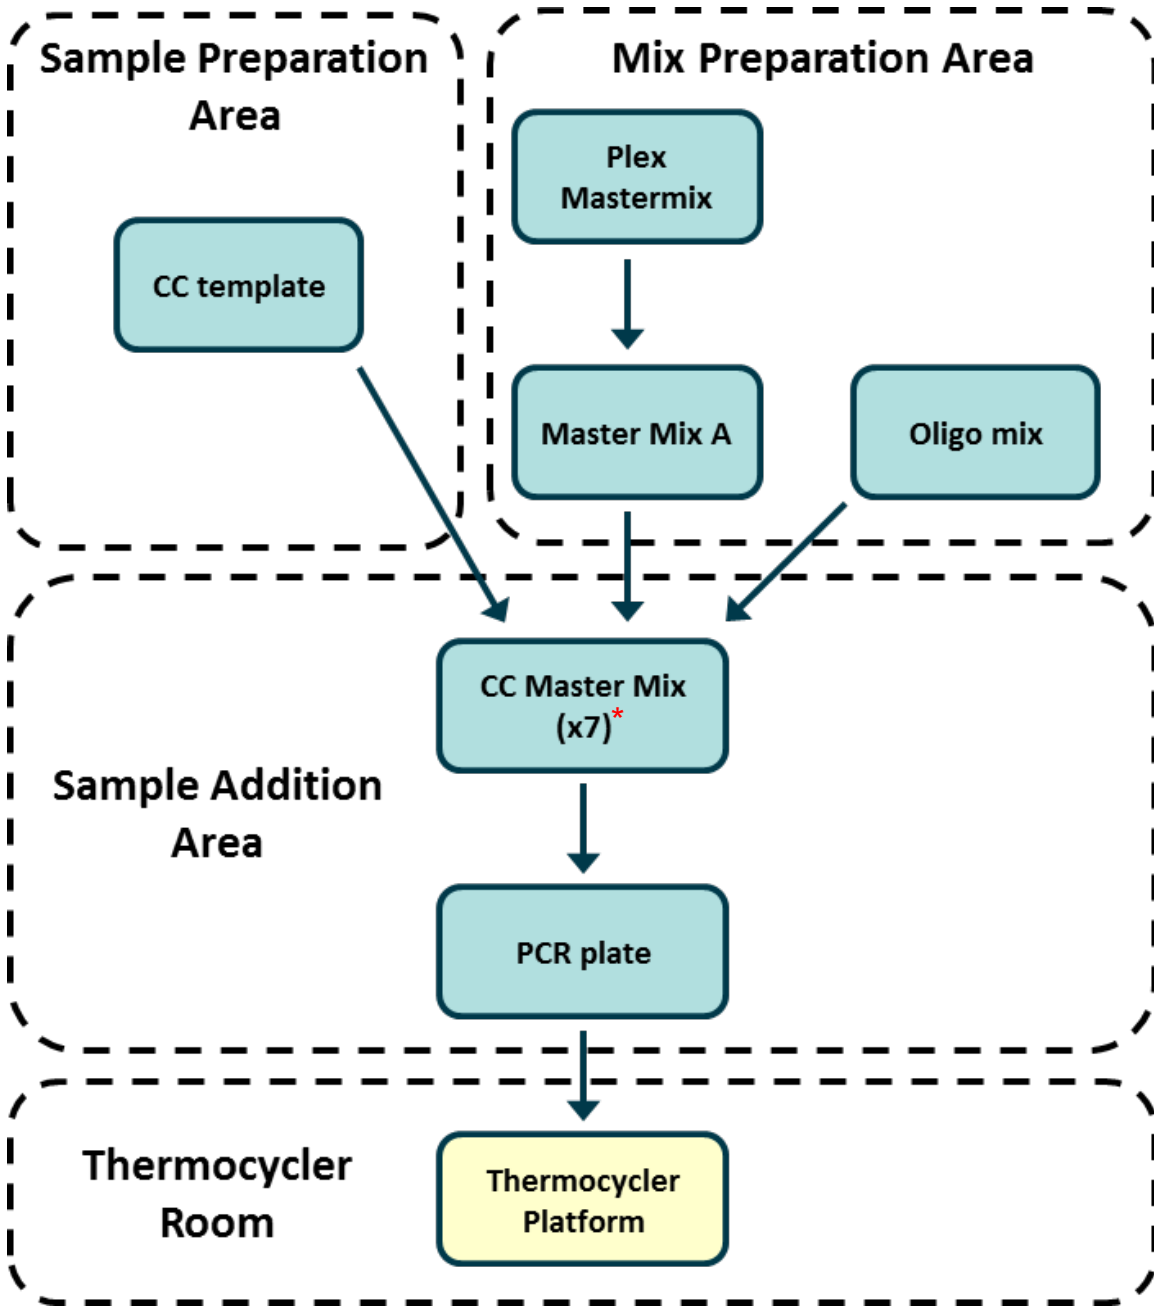 Sample Preparation
Area
Mix Preparation Area
Plex
Mastermix
CC template
Master Mix A
Oligo mix
CC Master Mix
(x7)*
Sample Addition
Area
PCR plate
Thermocycler
Room
Thermocycler
Platform